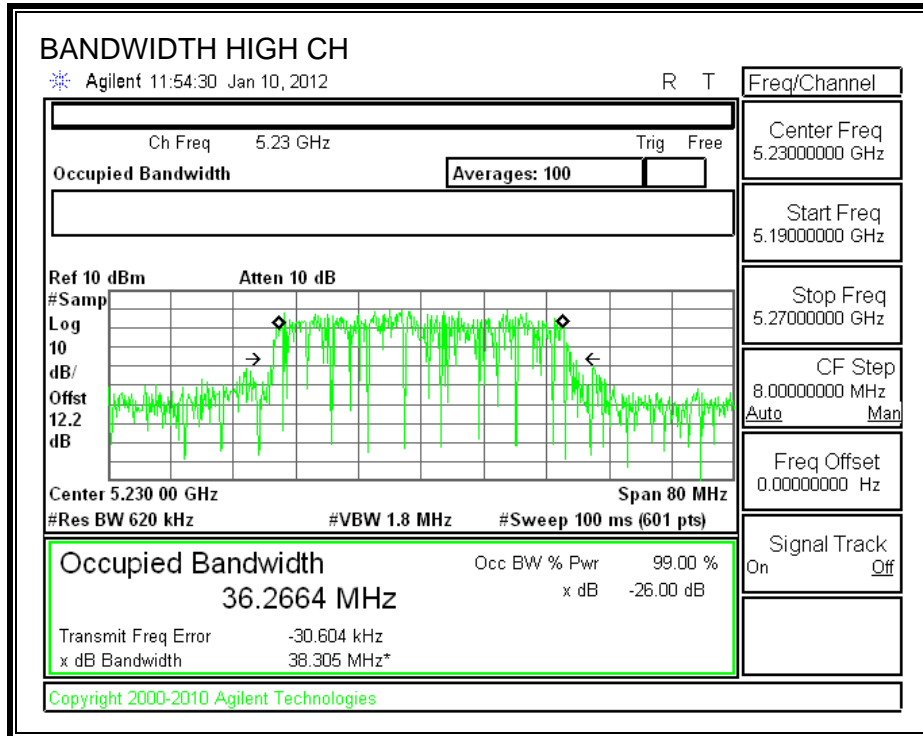 BANDWIDTH HIGH CH
Agilent 11:54:30 Jan 10, 2012 R T
Freq/Channel
Ch Freq 5.23 GHz Trig Free
Occupied Bandwidth Averages: 100
Center Freq
5.23000000 GHz
Start Freq
5.19000000 GHz
Stop Freq
5.27000000 GHz
CF Step
8.00000000 MHz
Auto Man
Freq Offset
0.00000000 Hz
Signal Track
On Off
Ref 10 dBm Atten 10 dB
#Samp
Log
10
dB/
Offst
12.2
dB
Center 5.230 00 GHz Span 80 MHz
#Res BW 620 kHz #VBW 1.8 MHz #Sweep 100 ms (601 pts)
Occupied Bandwidth Occ BW % Pwr 99.00 %
36.2664 MHz x dB -26.00 dB
Transmit Freq Error -30.604 kHz
x dB Bandwidth 38.305 MHz*
Copyright 2000-2010 Agilent Technologies